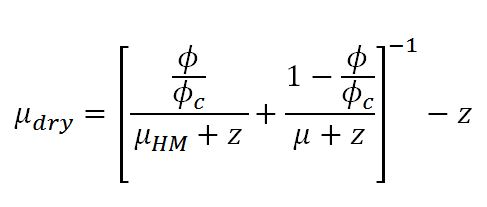 μ_dry = [ (ϕ/ϕ_c)/(μ_HM + z) + (1 − ϕ/ϕ_c)/(μ + z) ]^−1 − z